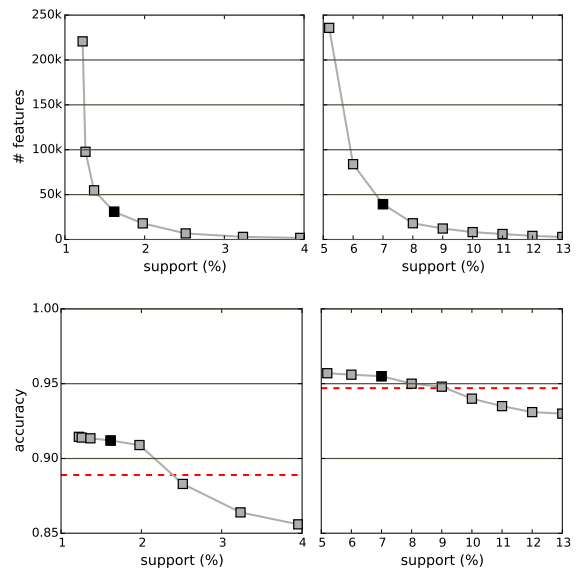 250k
200k
150k
100k
50k
0
# features
1 2 3 4
support (%)
5 6 7 8 9 10 11 12 13
support (%)
1.00
0.95
0.90
0.85
accuracy
1 2 3 4
support (%)
5 6 7 8 9 10 11 12 13
support (%)